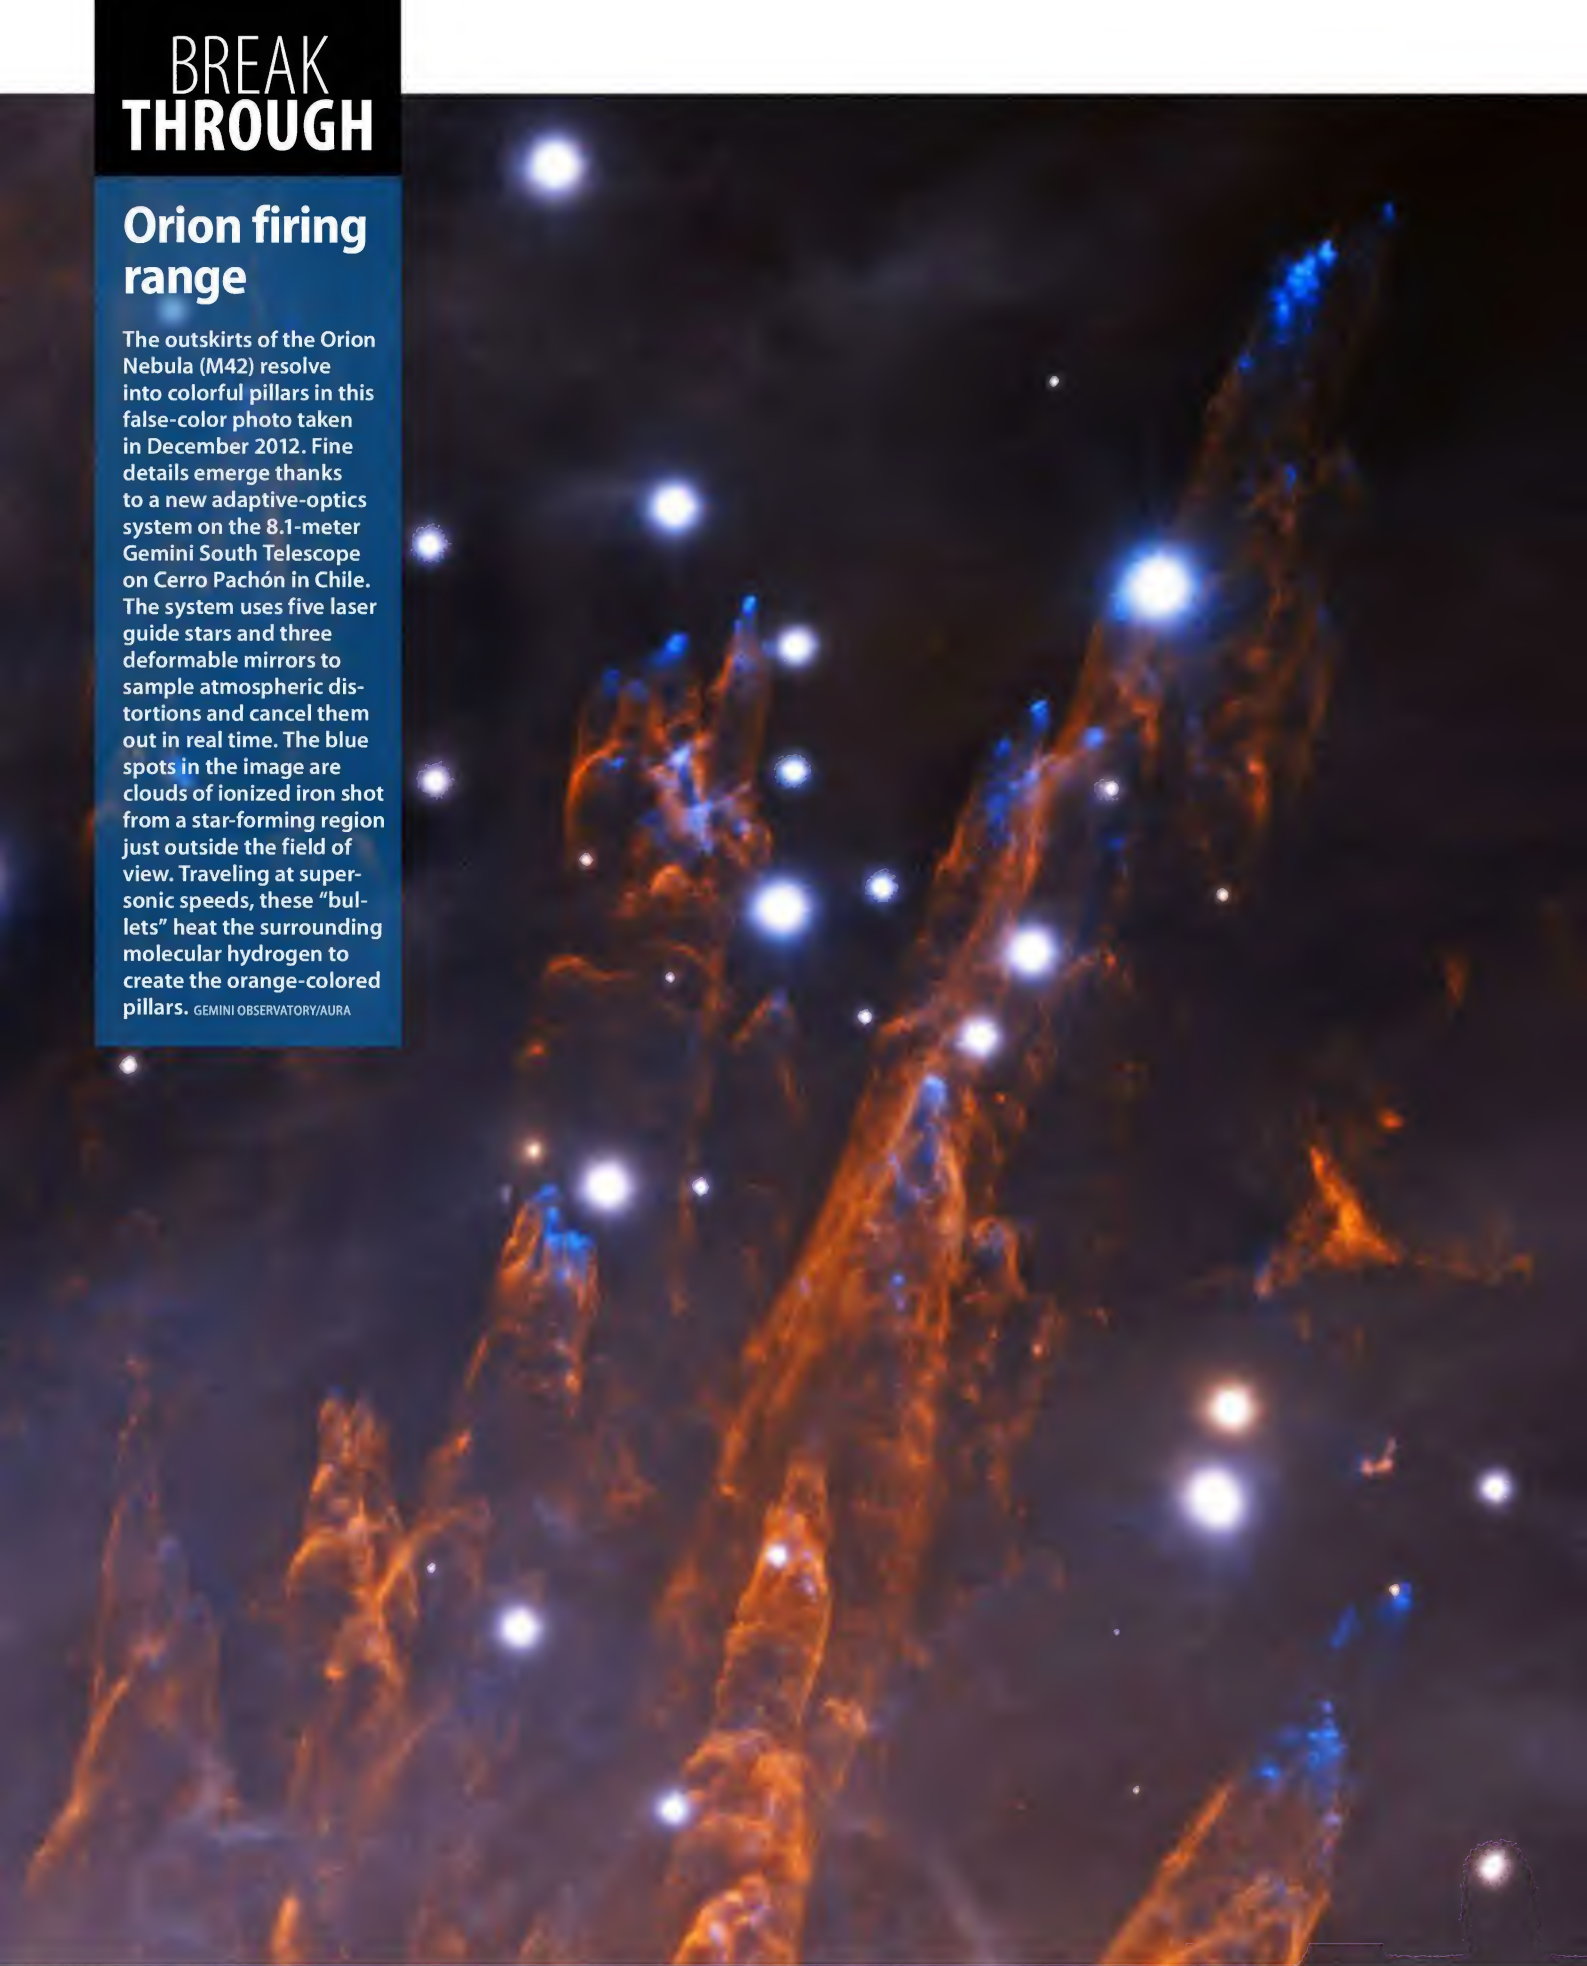 BREAK
THROUGH
Orion firing
range
The outskirts of the Orion
Nebula (M42) resolve
into colorful pillars in this
false-color photo taken
in December 2012. Fine
details emerge thanks
to a new adaptive-optics
system on the 8.1-meter
Gemini South Telescope
on Cerro Pachón in Chile.
The system uses five laser
guide stars and three
deformable mirrors to
sample atmospheric dis-
tortions and cancel them
out in real time. The blue
spots in the image are
clouds of ionized iron shot
from a star-forming region
just outside the field of
view. Traveling at super-
sonic speeds, these “bul-
lets” heat the surrounding
molecular hydrogen to
create the orange-colored
pillars. GEMINI OBSERVATORY/AURA